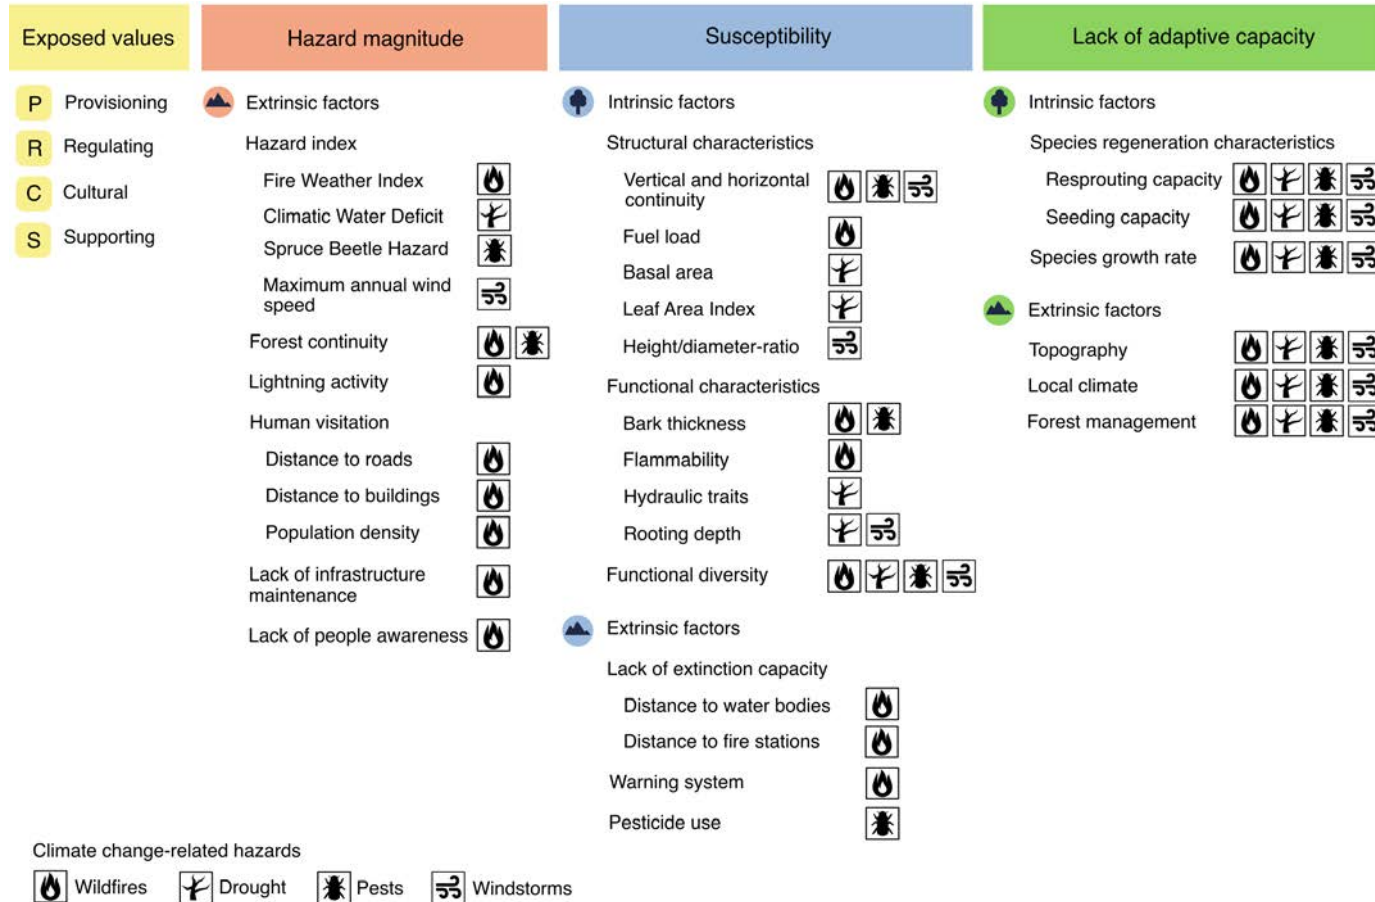 Exposed values
Hazard magnitude
Susceptibility
Lack of adaptive capacity
P Provisioning
R Regulating
C Cultural
S Supporting
Extrinsic factors
Hazard index
Fire Weather Index
Climatic Water Deficit
Spruce Beetle Hazard
Maximum annual wind
speed
Forest continuity
Lightning activity
Human visitation
Distance to roads
Distance to buildings
Population density
Lack of infrastructure
maintenance
Lack of people awareness
Intrinsic factors
Structural characteristics
Vertical and horizontal
continuity
Fuel load
Basal area
Leaf Area Index
Height/diameter-ratio
Functional characteristics
Bark thickness
Flammability
Hydraulic traits
Rooting depth
Functional diversity
Extrinsic factors
Lack of extinction capacity
Distance to water bodies
Distance to fire stations
Warning system
Pesticide use
Intrinsic factors
Species regeneration characteristics
Resprouting capacity
Seeding capacity
Species growth rate
Extrinsic factors
Topography
Local climate
Forest management
Climate change-related hazards
Wildfires
Drought
Pests
Windstorms